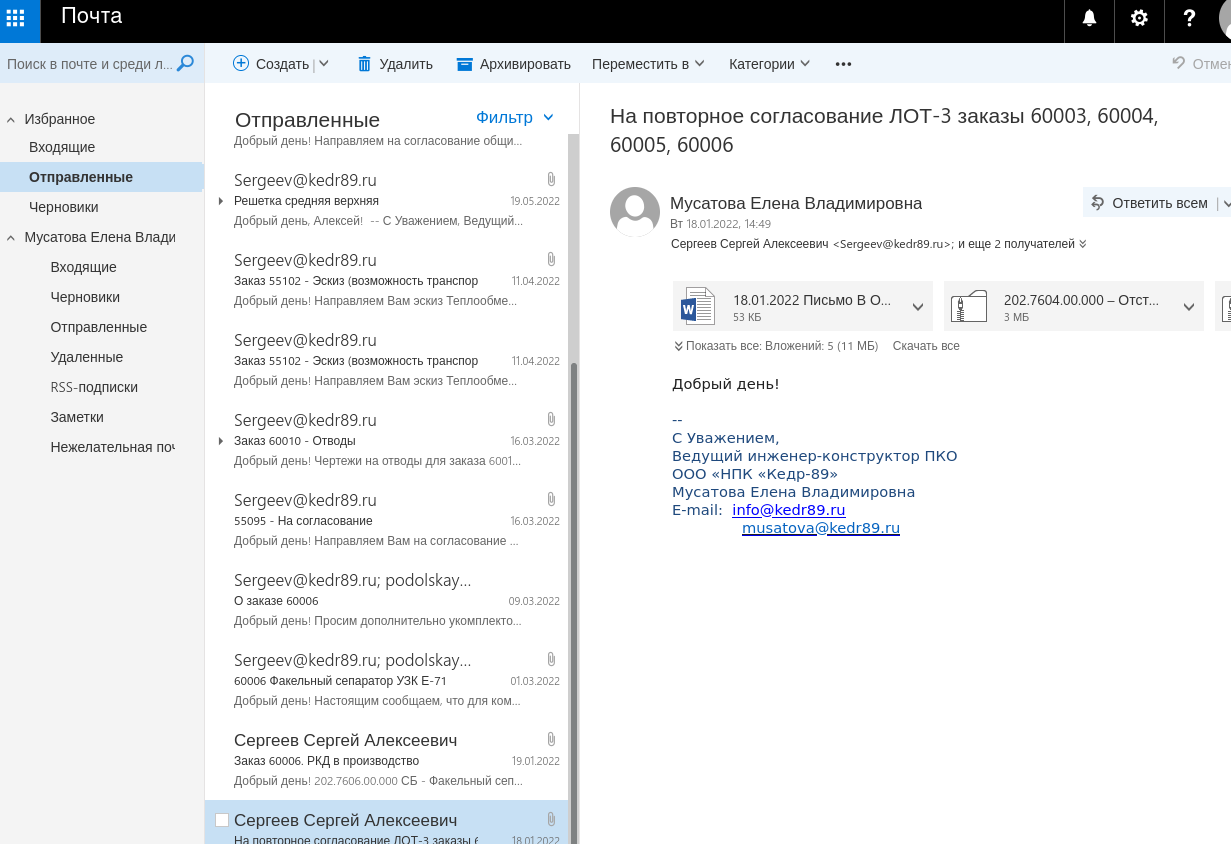 Почта
Поиск в почте и среди л...
Создать
Удалить
Архивировать
Переместить в
Категории
Избранное
Входящие
Отправленные
Черновики
Мусатова Елена Влади
Входящие
Черновики
Отправленные
Удаленные
RSS-подписки
Заметки
Нежелательная
Отправленные
Фильтр
Добрый день! Направляем на согласование общи...
Sergeev@kedr89.ru
Решетка средняя верхняя 19.05.2022
Добрый день, Алексей! -- С Уважением, Ведущий...
Sergeev@kedr89.ru
Заказ 55102 - Эскиз (возможность транспор 11.04.2022
Добрый день! Направляем Вам эскиз Теплообме...
Sergeev@kedr89.ru
Заказ 55102 - Эскиз (возможность транспор 11.04.2022
Добрый день! Направляем Вам эскиз Теплообме...
Sergeev@kedr89.ru
Заказ 60010 - Отводы 16.03.2022
Добрый день! Чертежи на отводы для заказа 6001...
Sergeev@kedr89.ru
55095 - На согласование 16.03.2022
Добрый день! Направляем Вам на согласование ...
Sergeev@kedr89.ru; podolskay...
О заказе 60006 09.03.2022
Добрый день! Просим дополнительно укомплекто...
Sergeev@kedr89.ru; podolskay...
60006 Факельный сепаратор УЗК Е-71 01.03.2022
Добрый день! Настоящим сообщаем, что для ком...
Сергеев Сергей Алексеевич
Заказ 60006. РКД в производство 19.01.2022
Добрый день! 202.7606.00.000 СБ - Факельный сеп...
Сергеев Сергей Алексеевич
На повторное согласование ЛОТ-3 заказы 18.01.2022
На повторное согласование ЛОТ-3 заказы 60003, 60004,
60005, 60006
Мусатова Елена Владимировна
Ответить всем
Вт 18.01.2022, 14:49
Сергеев Сергей Алексеевич <Sergeev@kedr89.ru>; и еще 2 получателей
18.01.2022 Письмо В О...
53 КБ
202.7604.00.000 – Отст...
3 МБ
Показать все: Вложений: 5 (11 МБ) Скачать все
Добрый день!
--
С Уважением,
Ведущий инженер-конструктор ПКО
ООО «НПК «Кедр-89»
Мусатова Елена Владимировна
E-mail: info@kedr89.ru
musatova@kedr89.ru